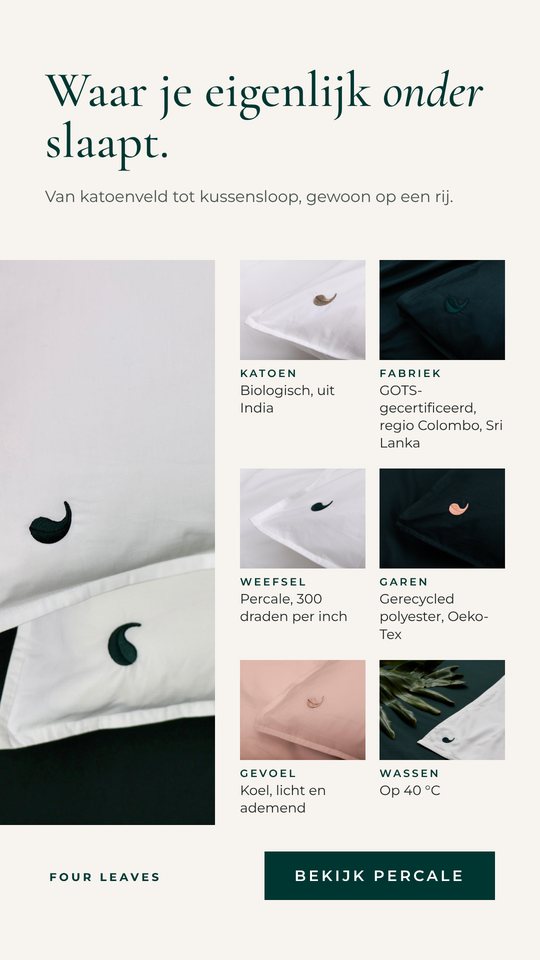 Waar je eigenlijk onder
slaapt.
Van katoenveld tot kussensloop, gewoon op een rij.
KATOEN
Biologisch, uit
India
FABRIEK
GOTS-
gecertificeerd,
regio Colombo, Sri
Lanka
WEEFSEL
Percale, 300
draden per inch
GAREN
Gerecycled
polyester, Oeko-
Tex
GEVOEL
Koel, licht en
ademend
WASSEN
Op 40 °C
FOUR LEAVES
BEKIJK PERCALE